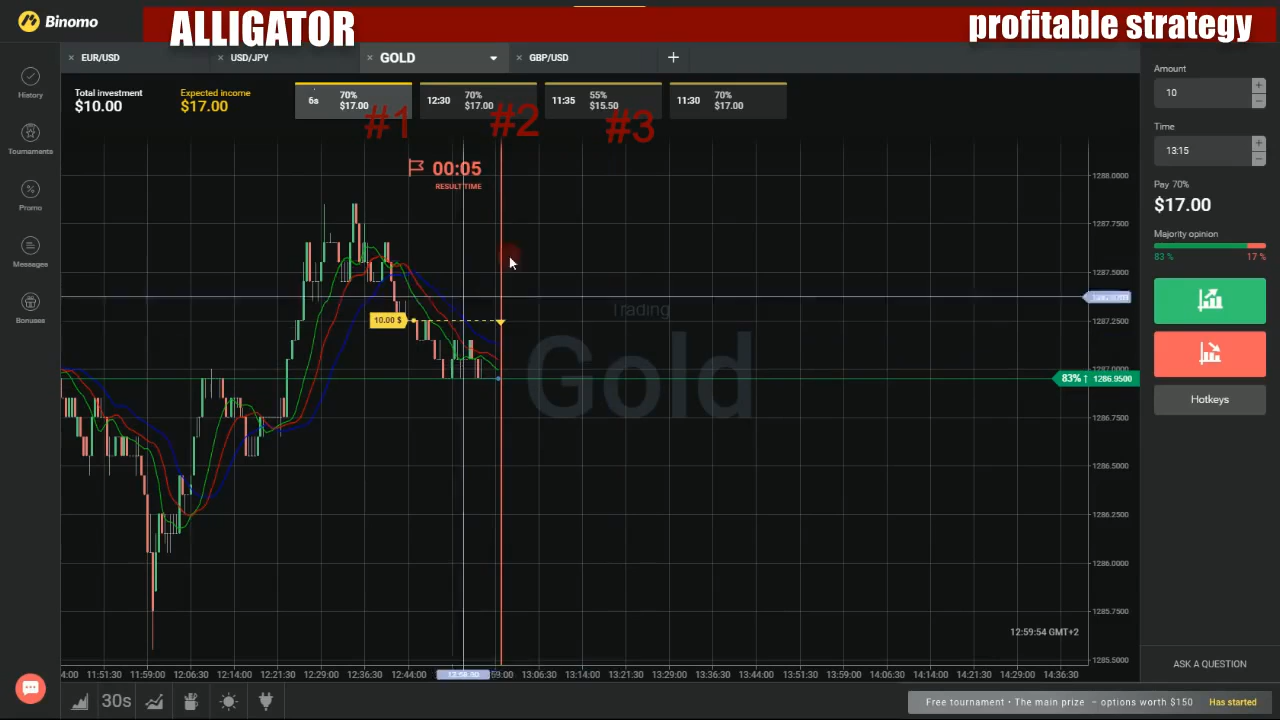 Binomo
ALLIGATOR
profitable strategy
EUR/USD
USD/JPY
GOLD
GBP/USD
Total investment
$10.00
Expected income
$17.00
6s
70%
$17.00
12:30
70%
$17.00
11:35
55%
$15.50
11:30
70%
$17.00
#1
#2
#3
History
Tournaments
Promo
Messages
Bonuses
00:05
RESULT TIME
10.00 $
Trading
Gold
1288.0000
1287.7500
1287.5000
1287.2500
1287.0000
83%↑ 1286.9500
1286.7500
1286.5000
1286.2500
1286.0000
1285.7500
1285.5000
12:59:54 GMT+2
4:00 11:51:30 11:59:00 12:06:30 12:14:00 12:21:30 12:29:00 12:36:30 12:44:00 :59:00 13:06:30 13:14:00 13:21:30 13:29:00 13:36:30 13:44:00 13:51:30 13:59:00 14:06:30 14:14:00 14:21:30 14:29:00 14:36:30
30s
Amount
10
+
−
Time
13:15
+
−
Pay 70%
$17.00
Majority opinion
83 % 17 %
Hotkeys
ASK A QUESTION
Free tournament • The main prize – options worth $150 Has started